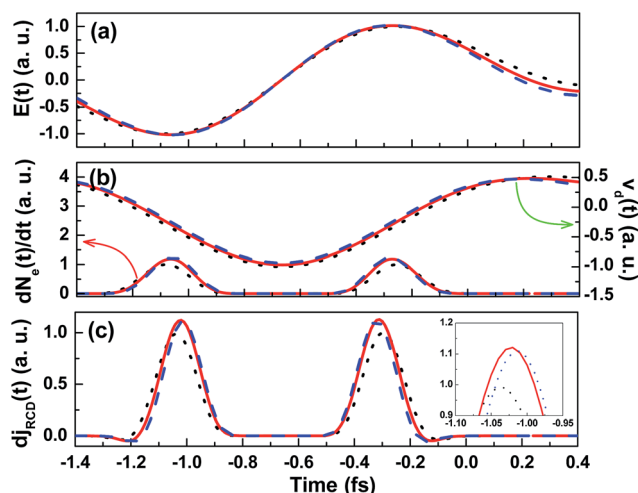 (a)
E(t) (a. u.)
1.0
0.5
0.0
-0.5
-1.0
(b)
dNₑ(t)/dt (a. u.)
4
3
2
1
0
0.5
0.0
-0.5
-1.0
-1.5
v_d(t) (a. u.)
(c)
dj_RCD(t) (a. u.)
1.0
0.5
0.0
1.2
1.1
1.0
0.9
-1.10 -1.05 -1.00 -0.95
-1.4 -1.2 -1.0 -0.8 -0.6 -0.4 -0.2 0.0 0.2 0.4
Time (fs)